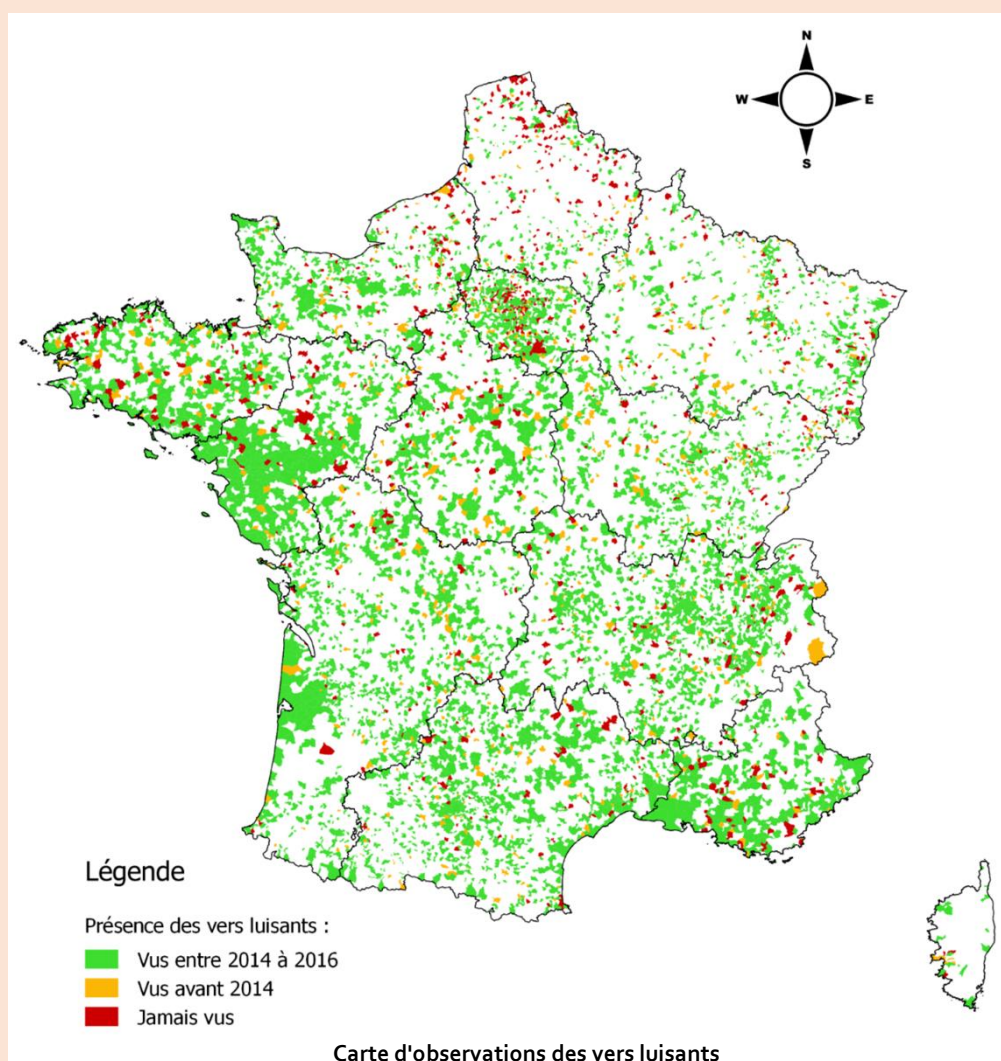 N
W E
S
Légende
Présence des vers luisants :
Vus entre 2014 à 2016
Vus avant 2014
Jamais vus
Carte d'observations des vers luisants